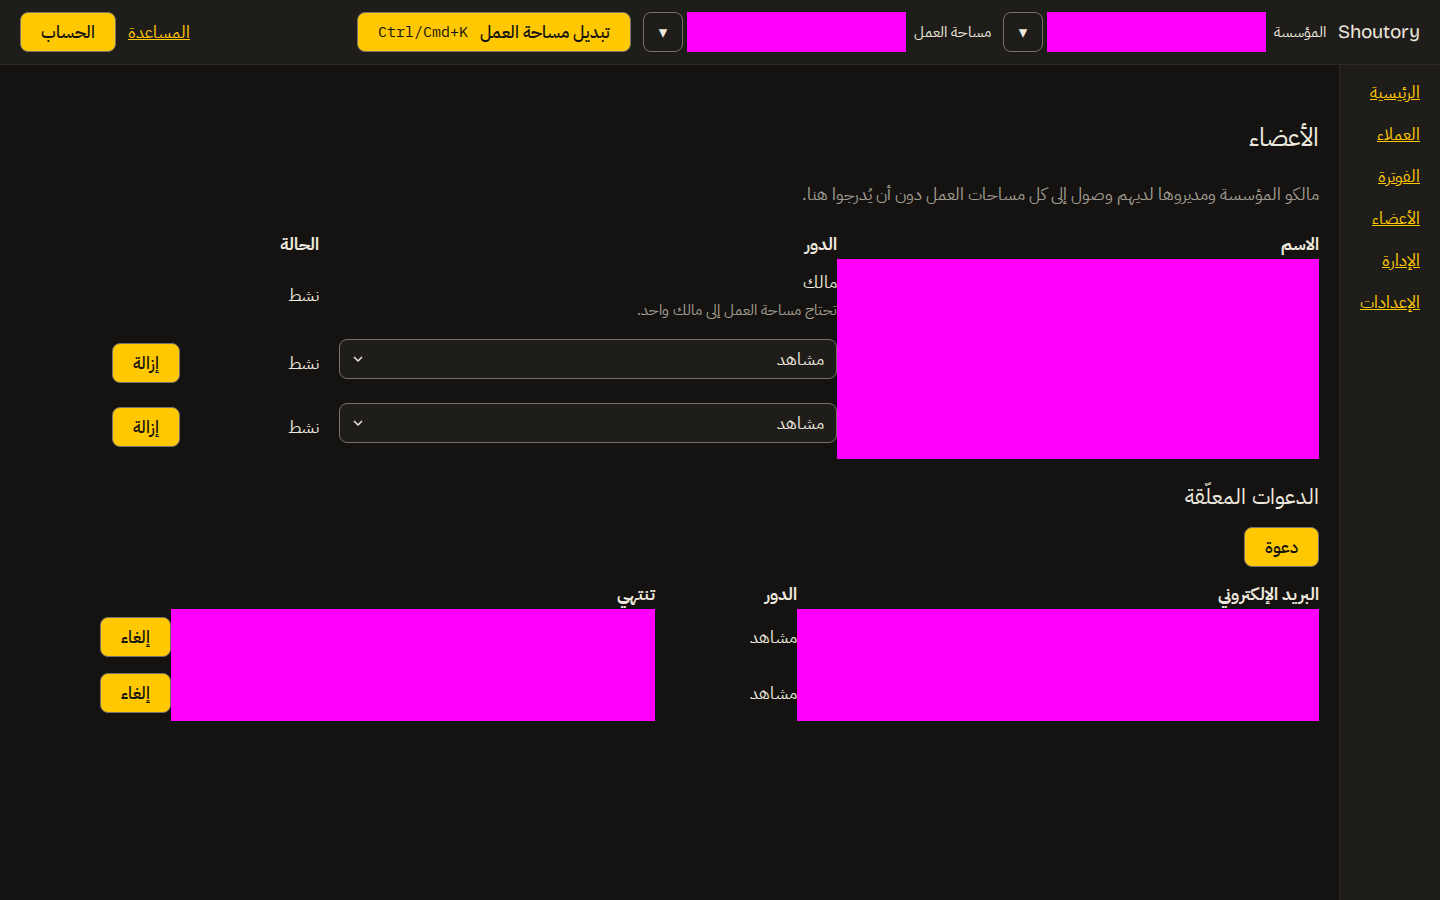 Shoutory
المؤسسة
▼
مساحة العمل
▼
تبديل مساحة العمل Ctrl/Cmd+K
المساعدة
الحساب
الرئيسية
العملاء
الفوترة
الأعضاء
الإدارة
الإعدادات
الأعضاء
مالكو المؤسسة ومديروها لديهم وصول إلى كل مساحات العمل دون أن يُدرجوا هنا.
الاسم الدور الحالة
مالك نشط
تحتاج مساحة العمل إلى مالك واحد.
مشاهد نشط إزالة
مشاهد نشط إزالة
الدعوات المعلّقة
دعوة
البريد الإلكتروني الدور تنتهي
مشاهد إلغاء
مشاهد إلغاء